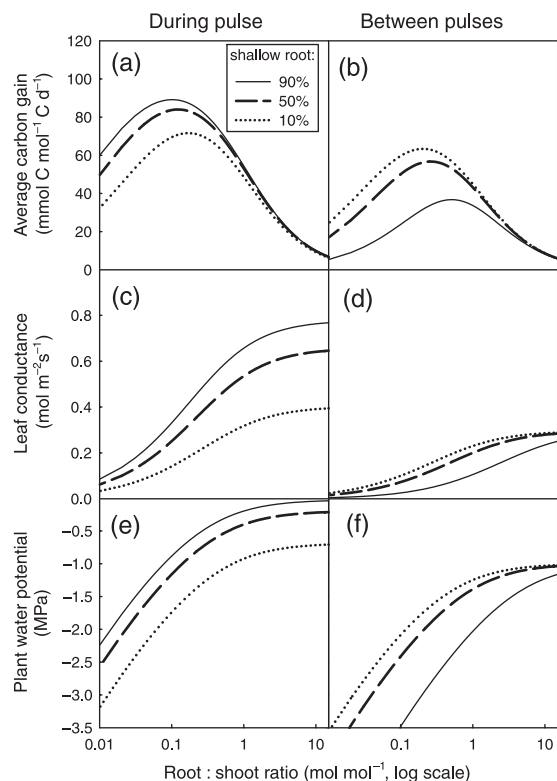 During pulse
Between pulses
Average carbon gain
(mmol C mol⁻¹ C d⁻¹)
120
100
80
60
40
20
0
(a)
shallow root:
90%
50%
10%
(b)
Leaf conductance
(mol m⁻²s⁻¹)
0.8
0.6
0.4
0.2
0.0
(c)
(d)
Plant water potential
(MPa)
−0.5
−1.0
−1.5
−2.0
−2.5
−3.0
−3.5
(e)
(f)
0.01
0.1
1
10
0.1
1
10
Root : shoot ratio (mol mol⁻¹, log scale)